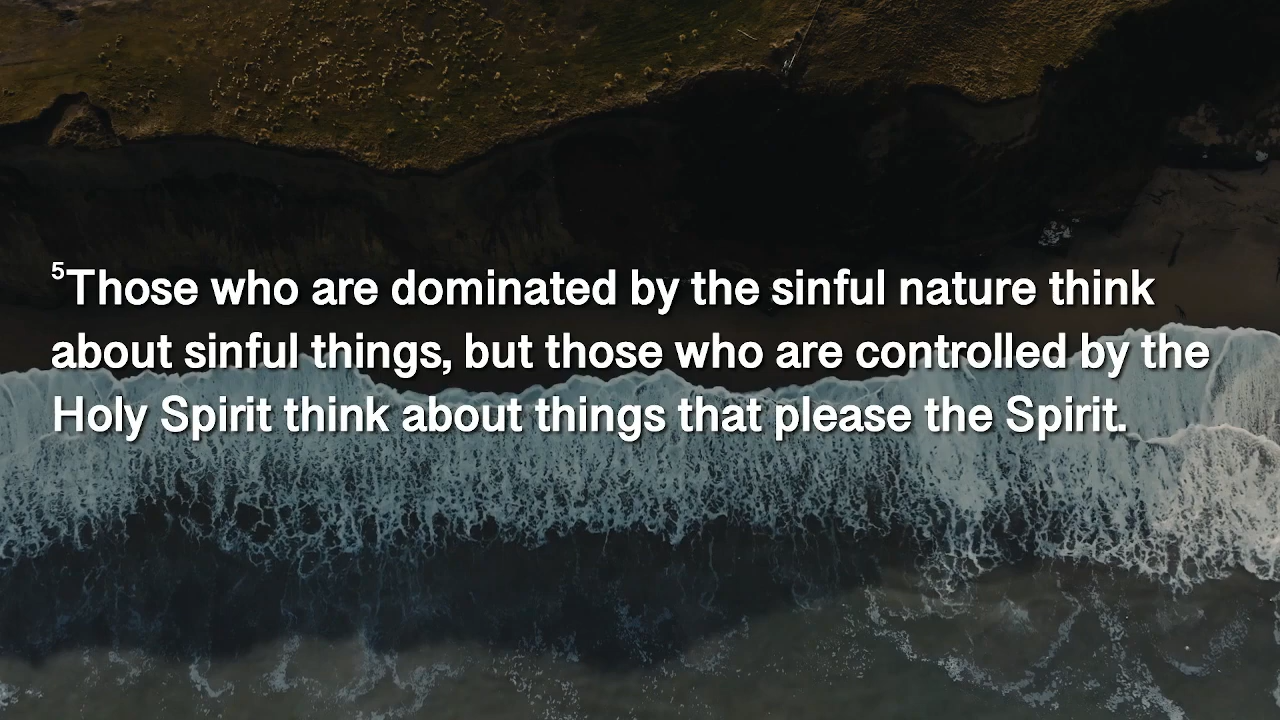 ⁵Those who are dominated by the sinful nature think
about sinful things, but those who are controlled by the
Holy Spirit think about things that please the Spirit.